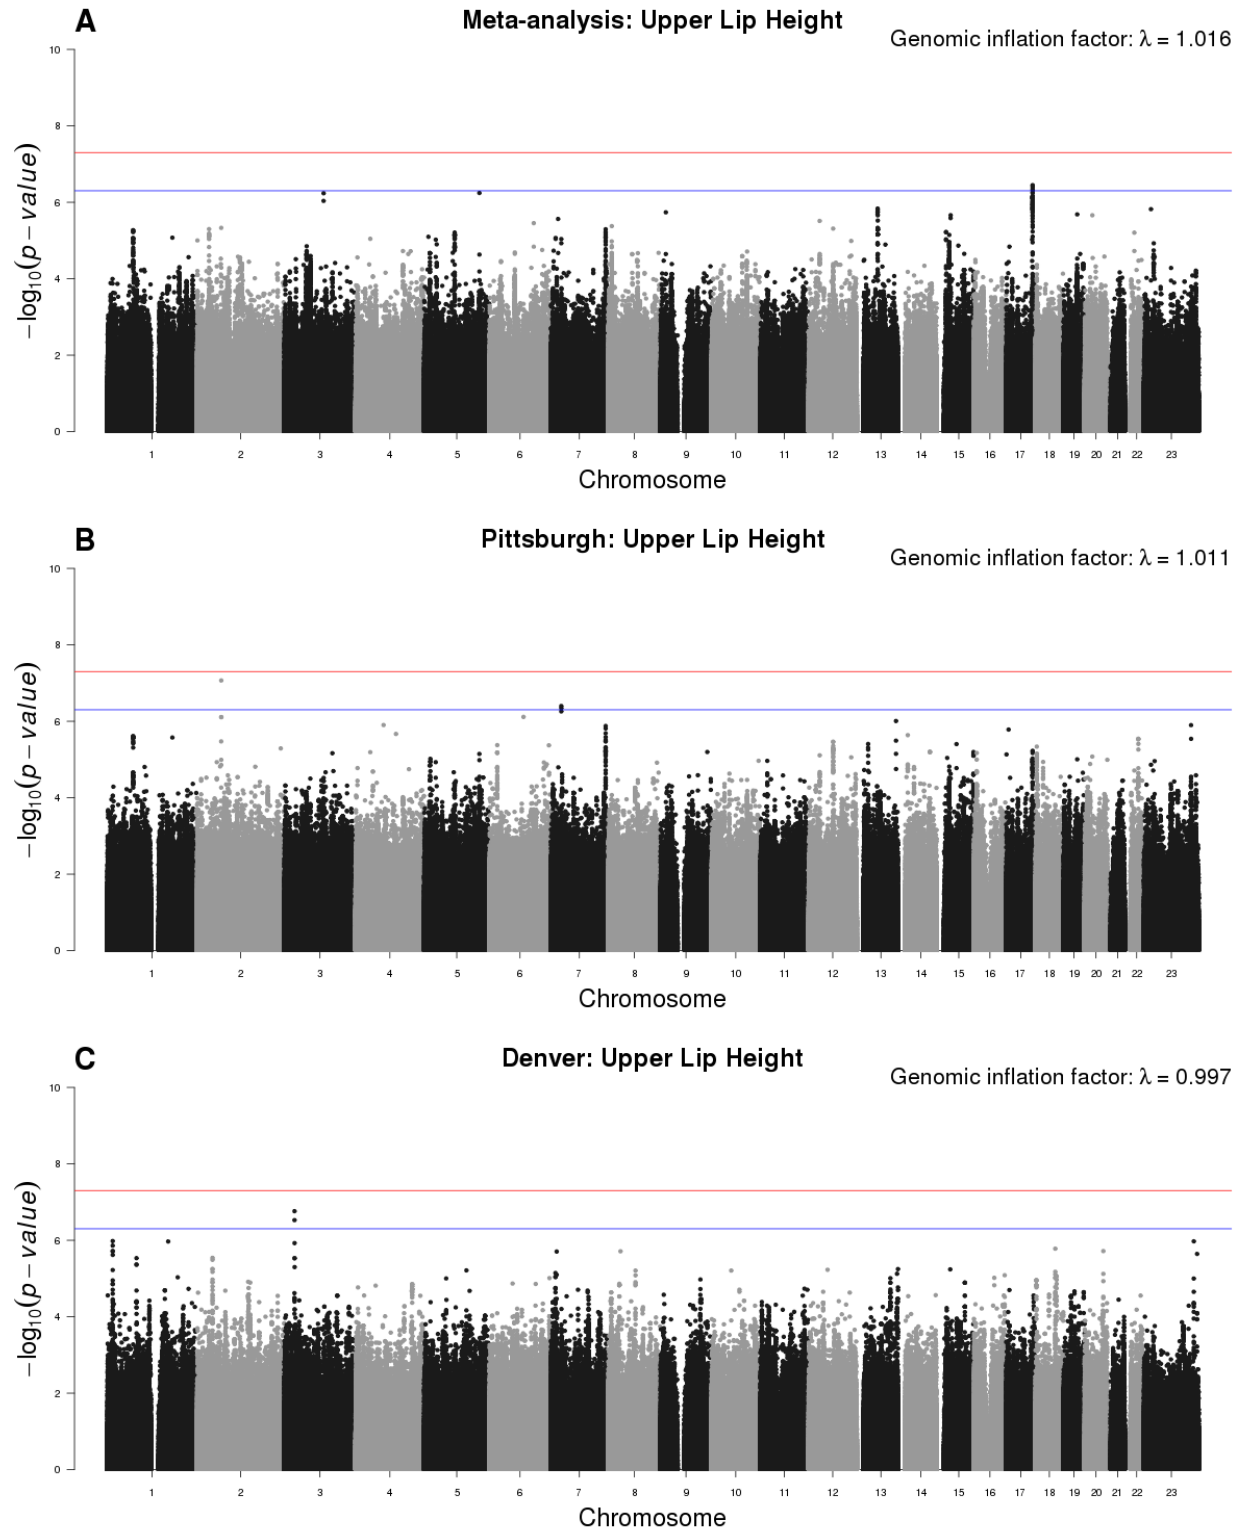 A
Meta-analysis: Upper Lip Height
Genomic inflation factor: λ = 1.016
10
8
6
4
2
0
−log10(p − value)
1 2 3 4 5 6 7 8 9 10 11 12 13 14 15 16 17 18 19 20 21 22 23
Chromosome
B
Pittsburgh: Upper Lip Height
Genomic inflation factor: λ = 1.011
10
8
6
4
2
0
−log10(p − value)
1 2 3 4 5 6 7 8 9 10 11 12 13 14 15 16 17 18 19 20 21 22 23
Chromosome
C
Denver: Upper Lip Height
Genomic inflation factor: λ = 0.997
10
8
6
4
2
0
−log10(p − value)
1 2 3 4 5 6 7 8 9 10 11 12 13 14 15 16 17 18 19 20 21 22 23
Chromosome